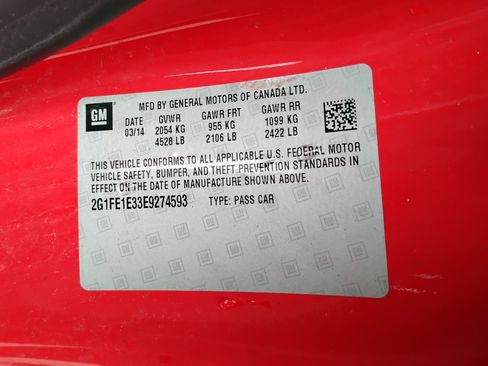 GM
MFD BY GENERAL MOTORS OF CANADA LTD.
DATE GVWR GAWR FRT GAWR RR
03/14 2054 KG 955 KG 1099 KG
4528 LB 2106 LB 2422 LB
THIS VEHICLE CONFORMS TO ALL APPLICABLE U.S. FEDERAL MOTOR
VEHICLE SAFETY, BUMPER, AND THEFT PREVENTION STANDARDS IN
EFFECT ON THE DATE OF MANUFACTURE SHOWN ABOVE.
2G1FE1E33E9274593 TYPE: PASS CAR